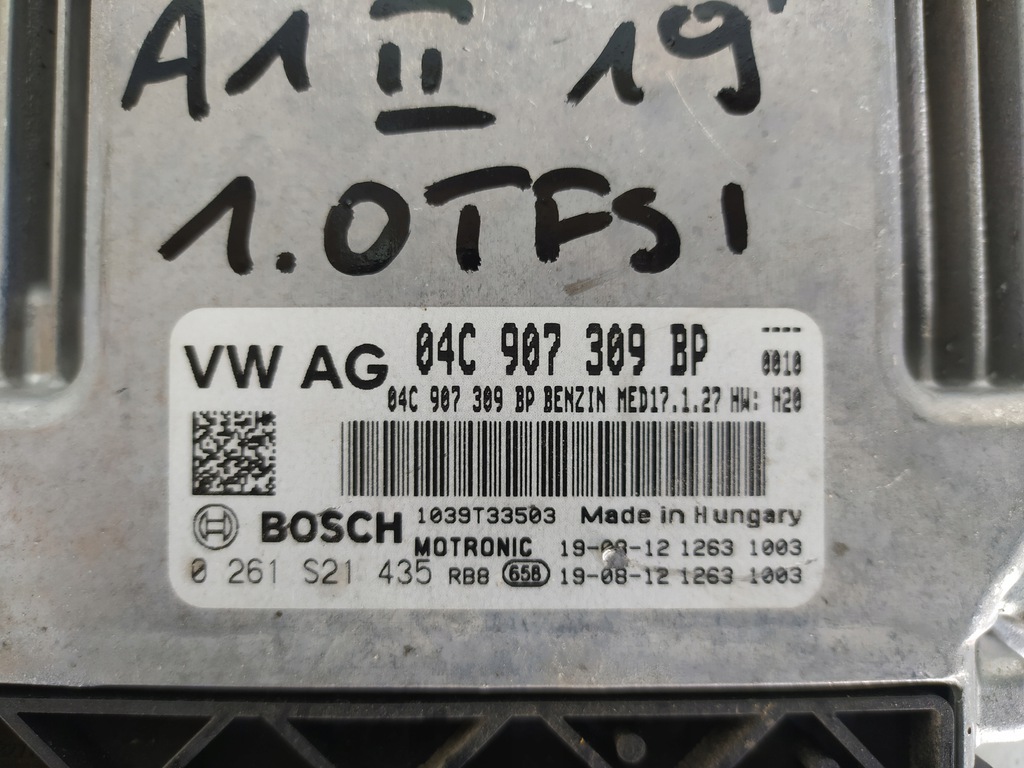 A1 II 19'
1.0TFSI
VW AG 04C 907 309 BP ---- 0010
04C 907 309 BP BENZIN MED17.1.27 HW: H20
BOSCH 1039T33503 Made in Hungary
MOTRONIC 19-08-12 1263 1003
0 261 S21 435 RB8 658 19-08-12 1263 1003